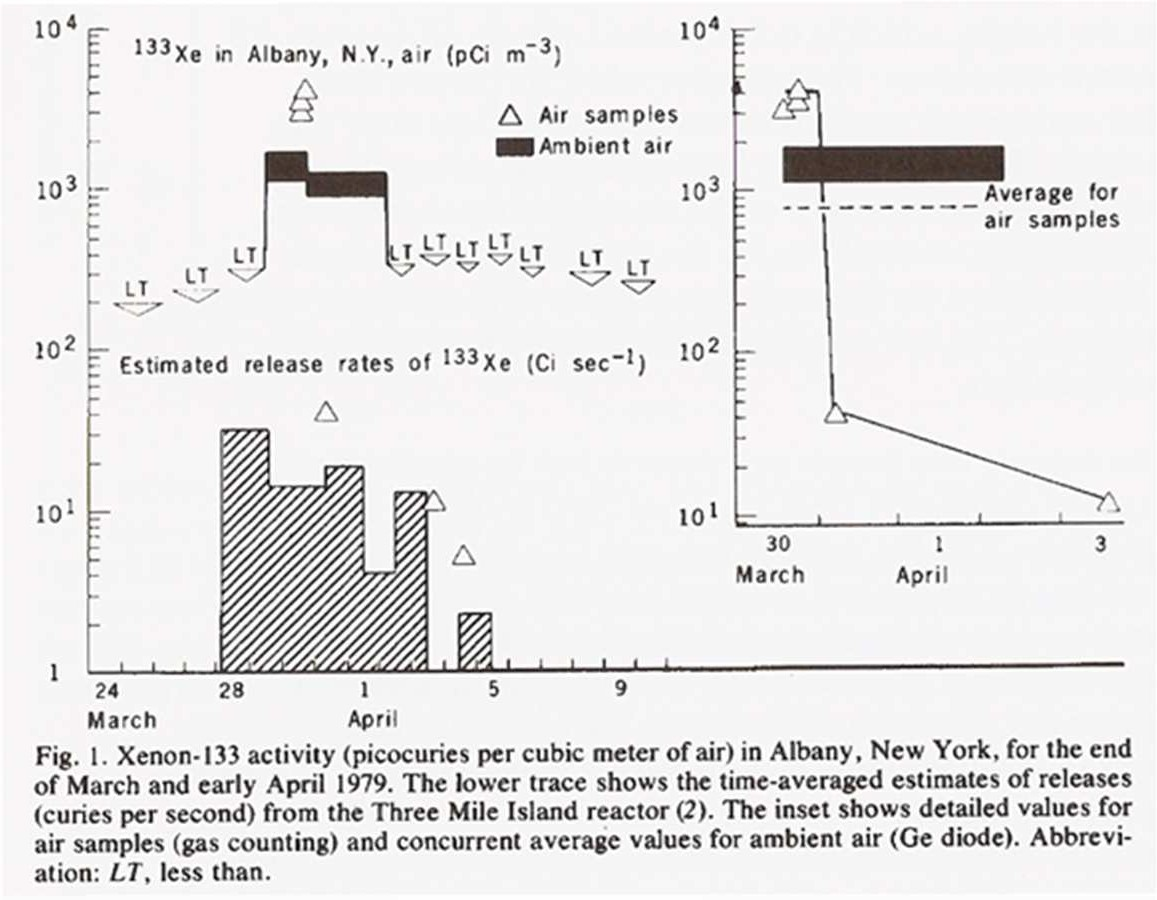 10⁴
¹³³Xe in Albany, N.Y., air (pCi m⁻³)
Air samples
Ambient air
10³
LT
LT
LT
LT
LT
LT
LT
LT
LT
LT
10²
Estimated release rates of ¹³³Xe (Ci sec⁻¹)
10¹
1
24 28 1 5 9
March April
10⁴
10³
Average for
air samples
10²
10¹
30 1 3
March April
Fig. 1. Xenon-133 activity (picocuries per cubic meter of air) in Albany, New York, for the end
of March and early April 1979. The lower trace shows the time-averaged estimates of releases
(curies per second) from the Three Mile Island reactor (2). The inset shows detailed values for
air samples (gas counting) and concurrent average values for ambient air (Ge diode). Abbrevi-
ation: LT, less than.